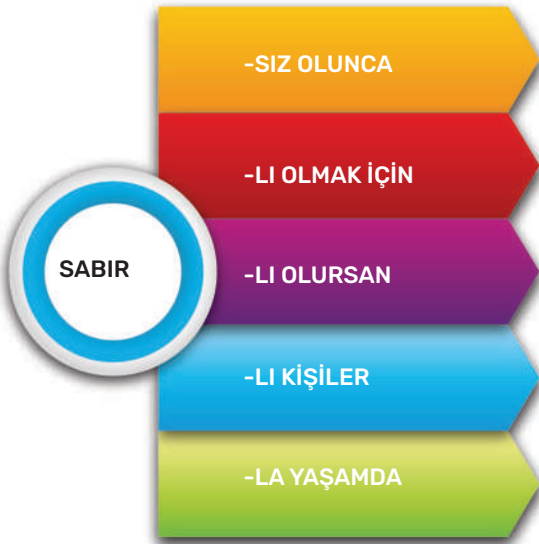 SABIR
-SIZ OLUNCA
-LI OLMAK İÇİN
-LI OLURSAN
-LI KİŞİLER
-LA YAŞAMDA